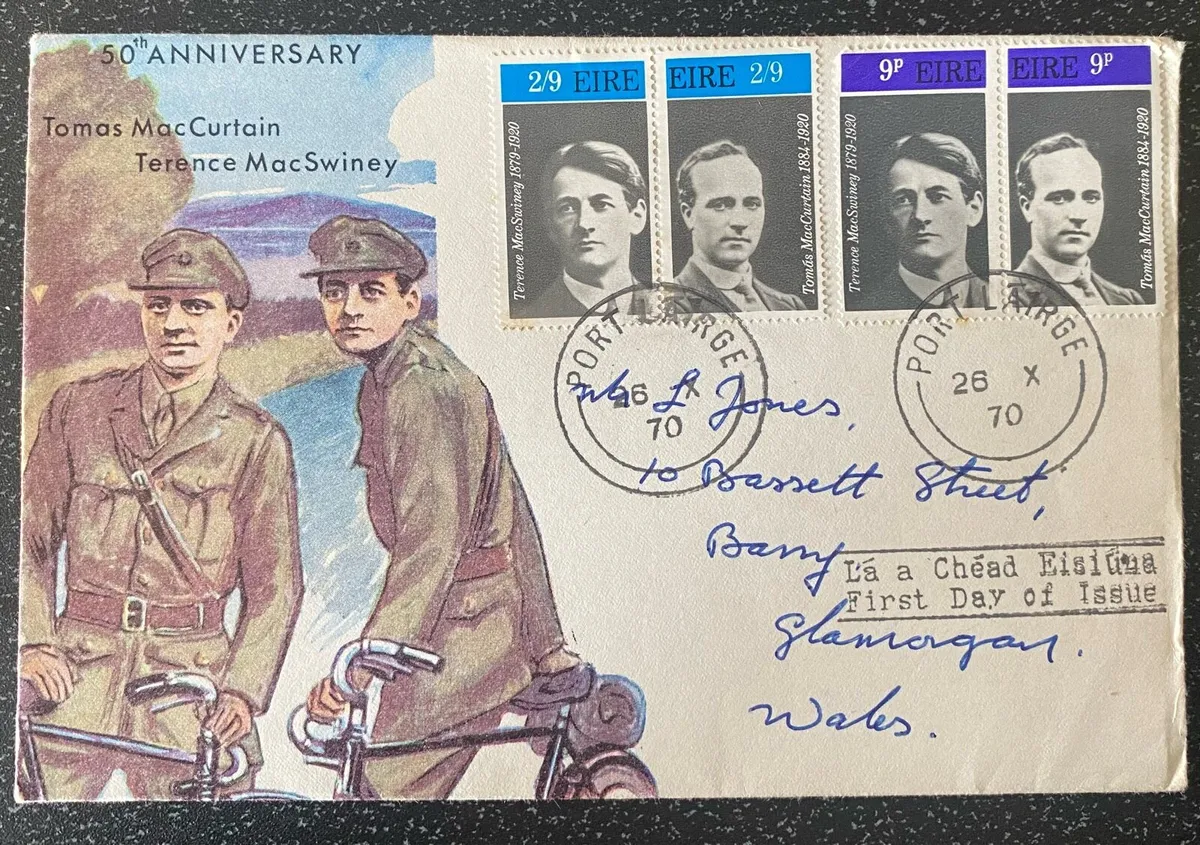 50th ANNIVERSARY
Tomas MacCurtain
Terence MacSwiney
2/9 EIRE
Terence MacSwiney 1879-1920
EIRE 2/9
Tomás MacCurtain 1884-1920
9P EIRE
Terence MacSwiney 1879-1920
EIRE 9P
Tomás MacCurtain 1884-1920
PORT LAIRGE
26 X
70
PORT LAIRGE
26 X
70
L Jones,
10 Bassett Street,
Barry
Glamorgan.
Wales.
Lá a Chéad Eisiúna
First Day of Issue